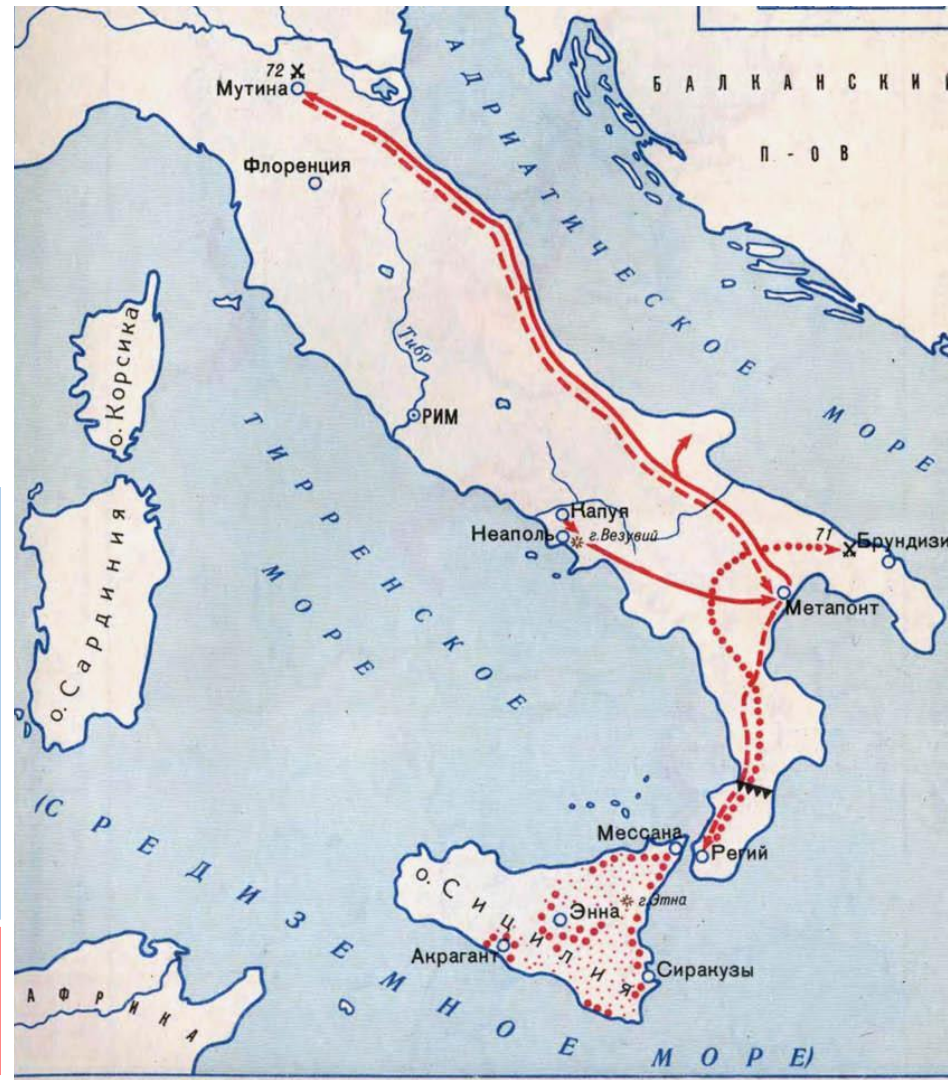 АДРИАТИЧЕСКОЕ МОРЕ
БАЛКАНСКИЙ
П-ОВ
72
Мутина
Флоренция
Тибр
о. Корсика
РИМ
ТИРРЕНСКОЕ
МОРЕ
Капуя
Неаполь
г. Везувий
71
Брундизи
Метапонт
о. Сардиния
(СРЕДИЗЕМНОЕ МОРЕ)
Мессана
Регий
о. Сицилия
г. Этна
Энна
Акрагант
Сиракузы
АФРИКА